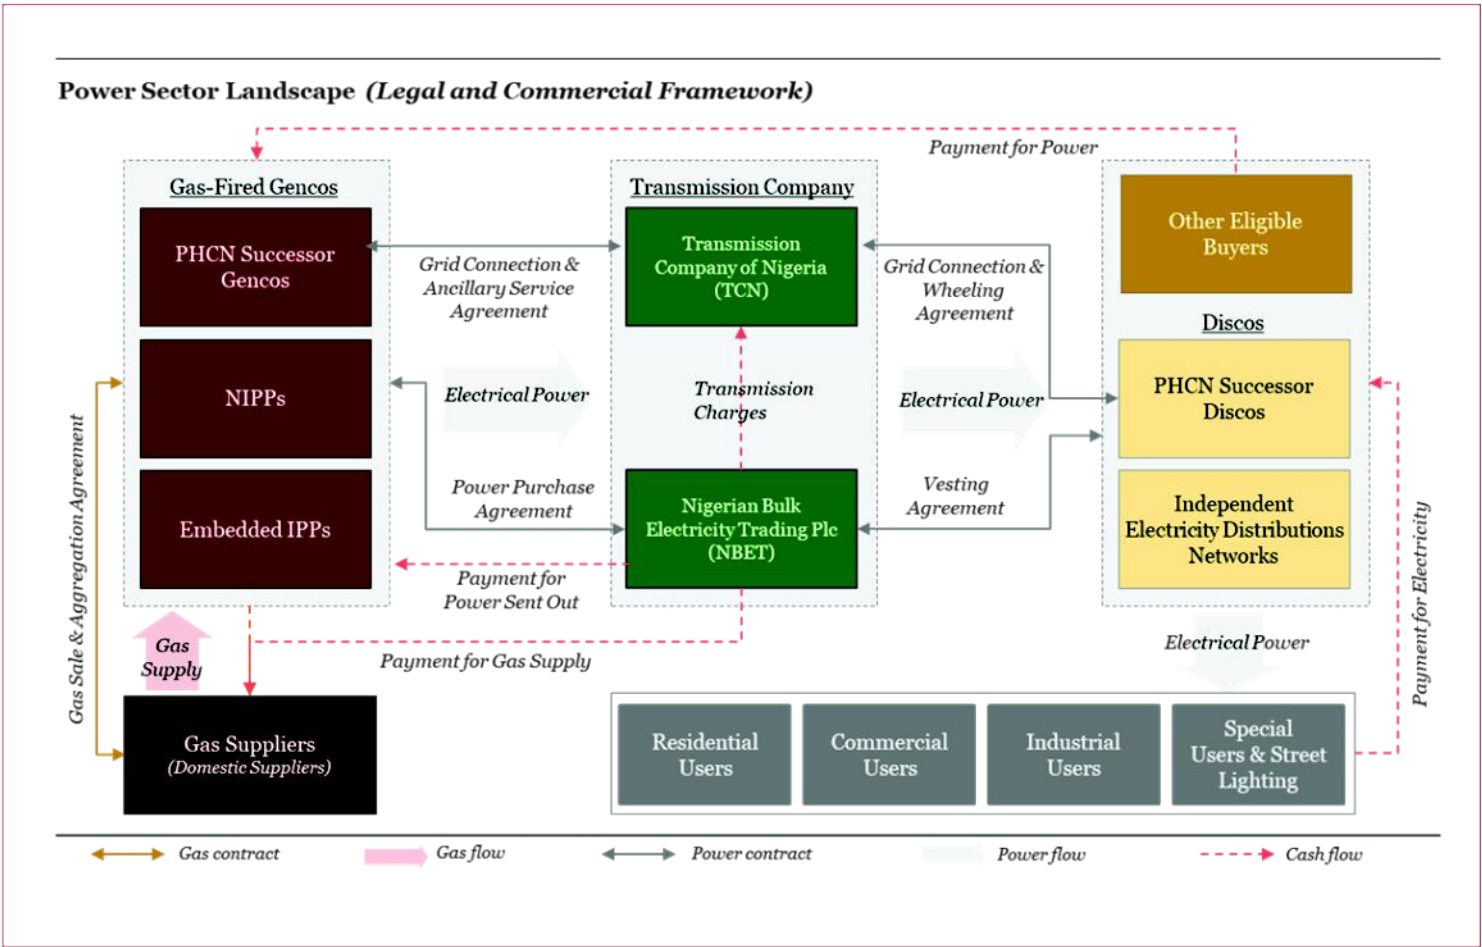 Power Sector Landscape (Legal and Commercial Framework)
Payment for Power
Gas-Fired Gencos
PHCN Successor
Gencos
NIPPs
Embedded IPPs
Grid Connection &
Ancillary Service
Agreement
Electrical Power
Power Purchase
Agreement
Payment for
Power Sent Out
Transmission Company
Transmission
Company of Nigeria
(TCN)
Transmission
Charges
Nigerian Bulk
Electricity Trading Plc
(NBET)
Grid Connection &
Wheeling
Agreement
Electrical Power
Vesting
Agreement
Other Eligible
Buyers
Discos
PHCN Successor
Discos
Independent
Electricity Distributions
Networks
Gas Sale & Aggregation Agreement
Gas
Supply
Payment for Gas Supply
Electrical Power
Payment for Electricity
Gas Suppliers
(Domestic Suppliers)
Residential
Users
Commercial
Users
Industrial
Users
Special
Users & Street
Lighting
Gas contract
Gas flow
Power contract
Power flow
Cash flow